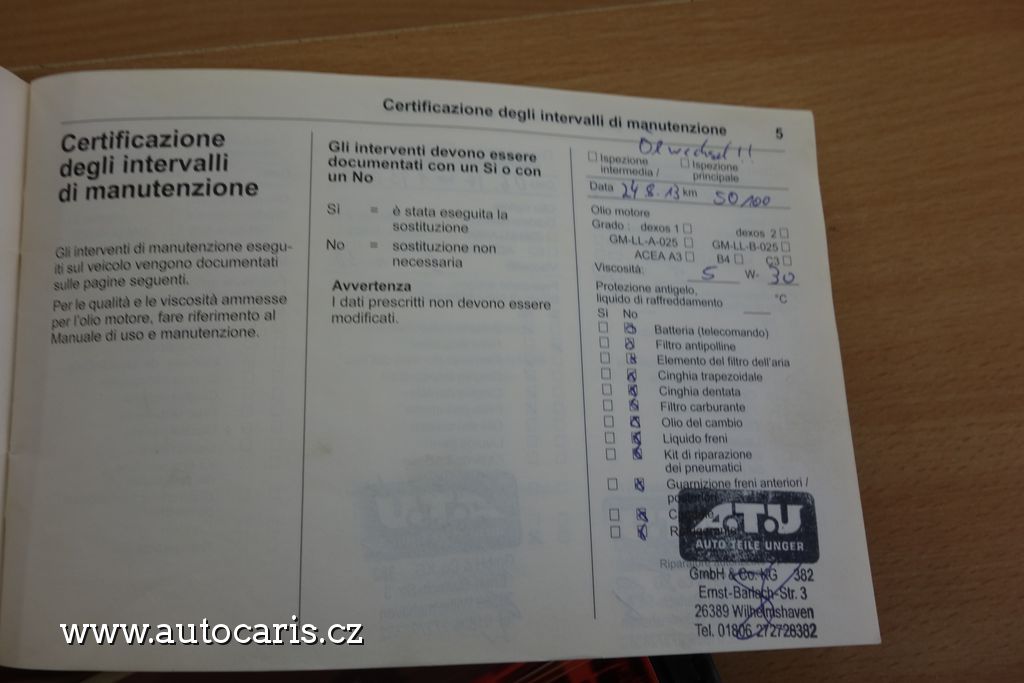 Certificazione degli intervalli di manutenzione 5
Certificazione
degli intervalli
di manutenzione
Gli interventi di manutenzione esegu-
iti sul veicolo vengono documentati
sulle pagine seguenti.
Per le qualità e le viscosità ammesse
per l'olio motore, fare riferimento al
Manuale di uso e manutenzione.
Gli interventi devono essere
documentati con un Sì o con
un No
Sì = è stata eseguita la
sostituzione
No = sostituzione non
necessaria
Avvertenza
I dati prescritti non devono essere
modificati.
Ölwechsel!!
Ispezione Ispezione
intermedia / principale
Data 24 8.13 km 50100
Olio motore
Grado : dexos 1 dexos 2
GM-LL-A-025 GM-LL-B-025
ACEA A3 B4 C3
Viscosità: 5 W- 30
Protezione antigelo,
liquido di raffreddamento °C
Sì No
Batteria (telecomando)
Filtro antipolline
Elemento del filtro dell'aria
Cinghia trapezoidale
Cinghia dentata
Filtro carburante
Olio del cambio
Liquido freni
Kit di riparazione
dei pneumatici
Guarnizione freni anteriori /
A.T.U
AUTO TEILE UNGER
GmbH & Co. KG 382
Ernst-Barlach-Str. 3
26389 Wilhelmshaven
Tel. 01806 272728382
www.autocaris.cz